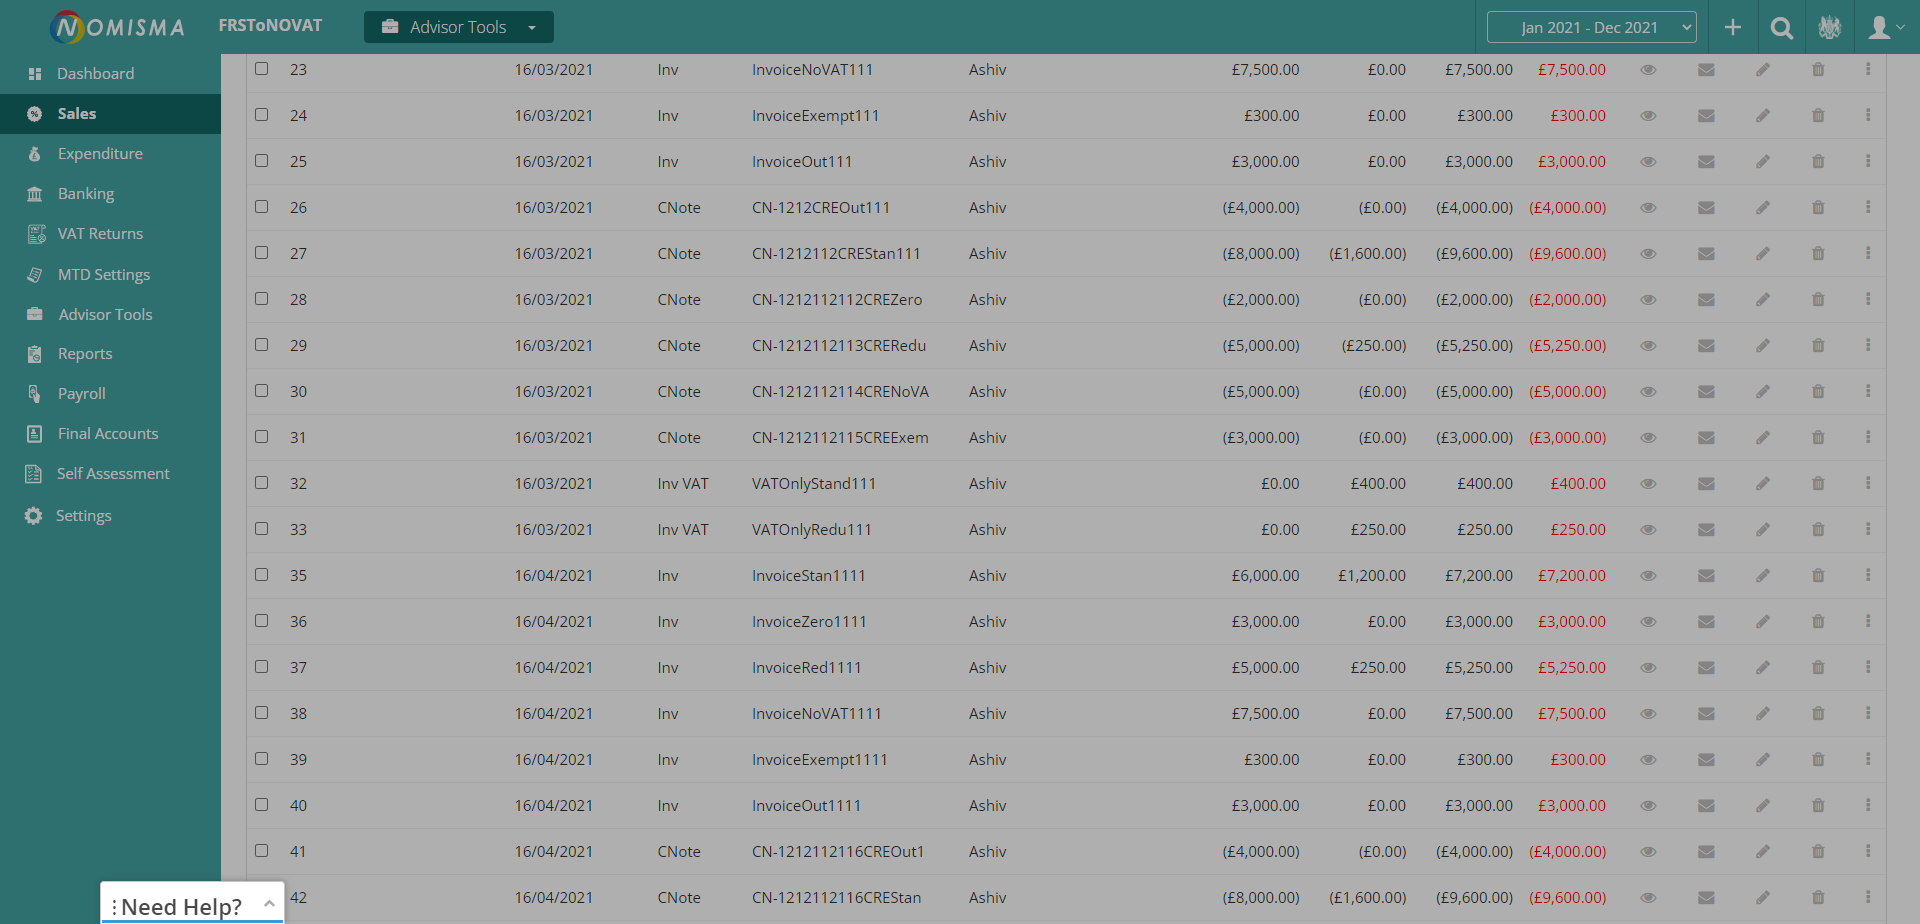 NOMISMA FRSToNOVAT Advisor Tools Jan 2021 - Dec 2021
Dashboard
Sales
Expenditure
Banking
VAT Returns
MTD Settings
Advisor Tools
Reports
Payroll
Final Accounts
Self Assessment
Settings
23 16/03/2021 Inv InvoiceNoVAT111 Ashiv £7,500.00 £0.00 £7,500.00 £7,500.00
24 16/03/2021 Inv InvoiceExempt111 Ashiv £300.00 £0.00 £300.00 £300.00
25 16/03/2021 Inv InvoiceOut111 Ashiv £3,000.00 £0.00 £3,000.00 £3,000.00
26 16/03/2021 CNote CN-1212CREOut111 Ashiv (£4,000.00) (£0.00) (£4,000.00) (£4,000.00)
27 16/03/2021 CNote CN-1212112CREStan111 Ashiv (£8,000.00) (£1,600.00) (£9,600.00) (£9,600.00)
28 16/03/2021 CNote CN-1212112112CREZero Ashiv (£2,000.00) (£0.00) (£2,000.00) (£2,000.00)
29 16/03/2021 CNote CN-1212112113CRERedu Ashiv (£5,000.00) (£250.00) (£5,250.00) (£5,250.00)
30 16/03/2021 CNote CN-1212112114CRENoVA Ashiv (£5,000.00) (£0.00) (£5,000.00) (£5,000.00)
31 16/03/2021 CNote CN-1212112115CREExem Ashiv (£3,000.00) (£0.00) (£3,000.00) (£3,000.00)
32 16/03/2021 Inv VAT VATOnlyStand111 Ashiv £0.00 £400.00 £400.00 £400.00
33 16/03/2021 Inv VAT VATOnlyRedu111 Ashiv £0.00 £250.00 £250.00 £250.00
35 16/04/2021 Inv InvoiceStan1111 Ashiv £6,000.00 £1,200.00 £7,200.00 £7,200.00
36 16/04/2021 Inv InvoiceZero1111 Ashiv £3,000.00 £0.00 £3,000.00 £3,000.00
37 16/04/2021 Inv InvoiceRed1111 Ashiv £5,000.00 £250.00 £5,250.00 £5,250.00
38 16/04/2021 Inv InvoiceNoVAT1111 Ashiv £7,500.00 £0.00 £7,500.00 £7,500.00
39 16/04/2021 Inv InvoiceExempt1111 Ashiv £300.00 £0.00 £300.00 £300.00
40 16/04/2021 Inv InvoiceOut1111 Ashiv £3,000.00 £0.00 £3,000.00 £3,000.00
41 16/04/2021 CNote CN-1212112116CREOut1 Ashiv (£4,000.00) (£0.00) (£4,000.00) (£4,000.00)
42 16/04/2021 CNote CN-1212112116CREStan Ashiv (£8,000.00) (£1,600.00) (£9,600.00) (£9,600.00)
Need Help?